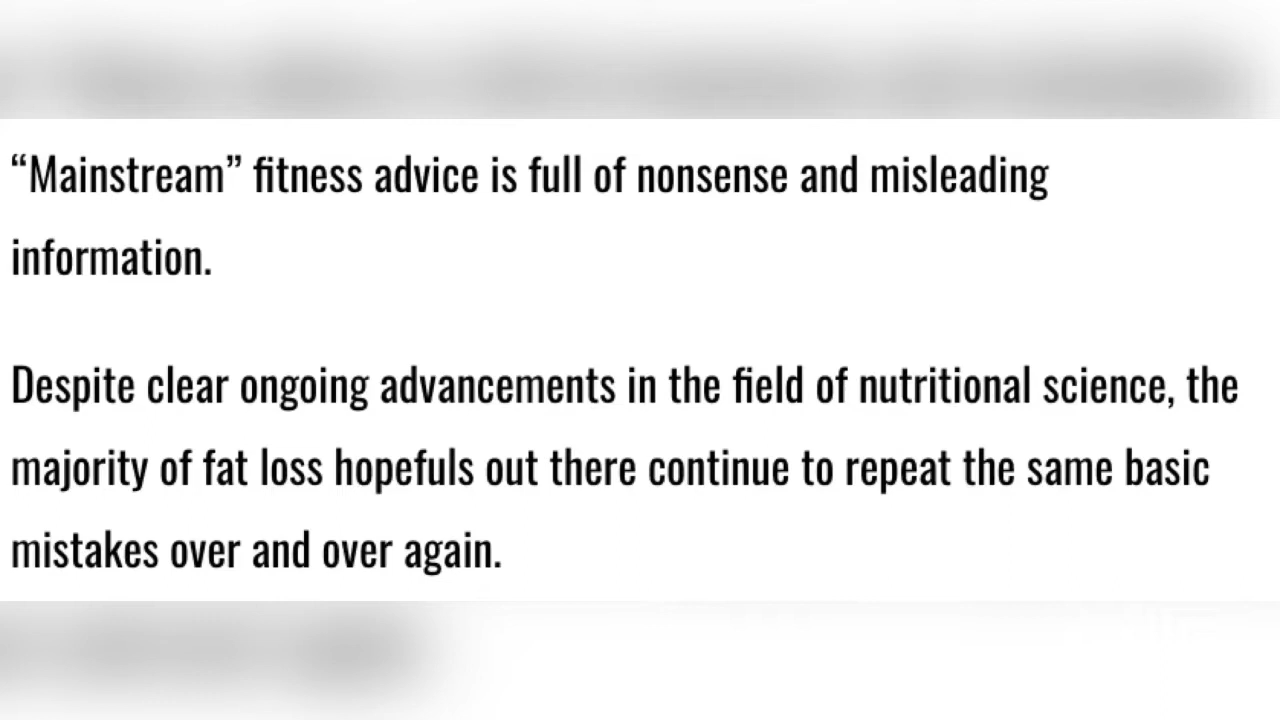 “Mainstream” fitness advice is full of nonsense and misleading
information.
Despite clear ongoing advancements in the field of nutritional science, the
majority of fat loss hopefuls out there continue to repeat the same basic
mistakes over and over again.